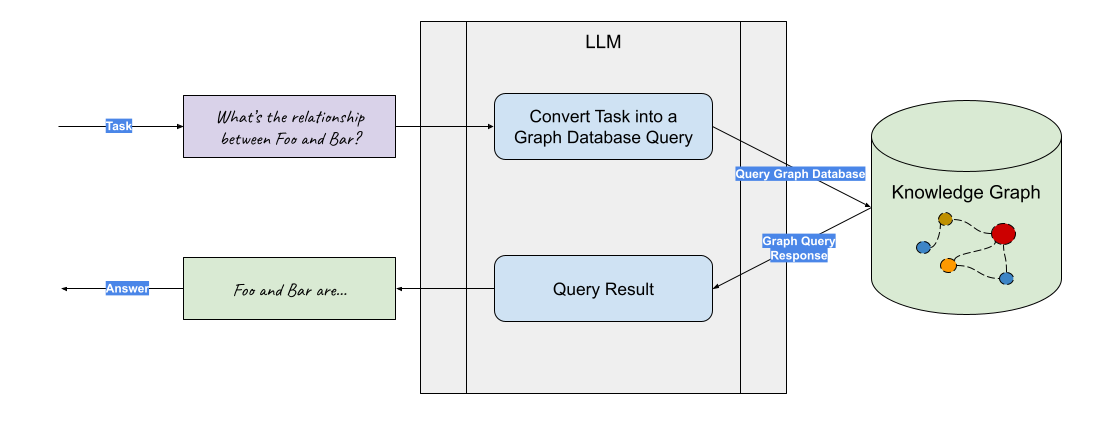 LLM
Task
What's the relationship
between Foo and Bar?
Convert Task into a
Graph Database Query
Query Graph Database
Knowledge Graph
Graph Query
Response
Answer
Foo and Bar are...
Query Result